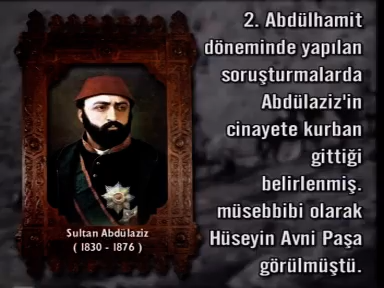 2. Abdülhamit
döneminde yapılan
soruşturmalarda
Abdülaziz'in
cinayete kurban
gittiği
belirlenmiş.
müsebbibi olarak
Hüseyin Avni Paşa
görülmüştü.
Sultan Abdülaziz
( 1830 - 1876 )